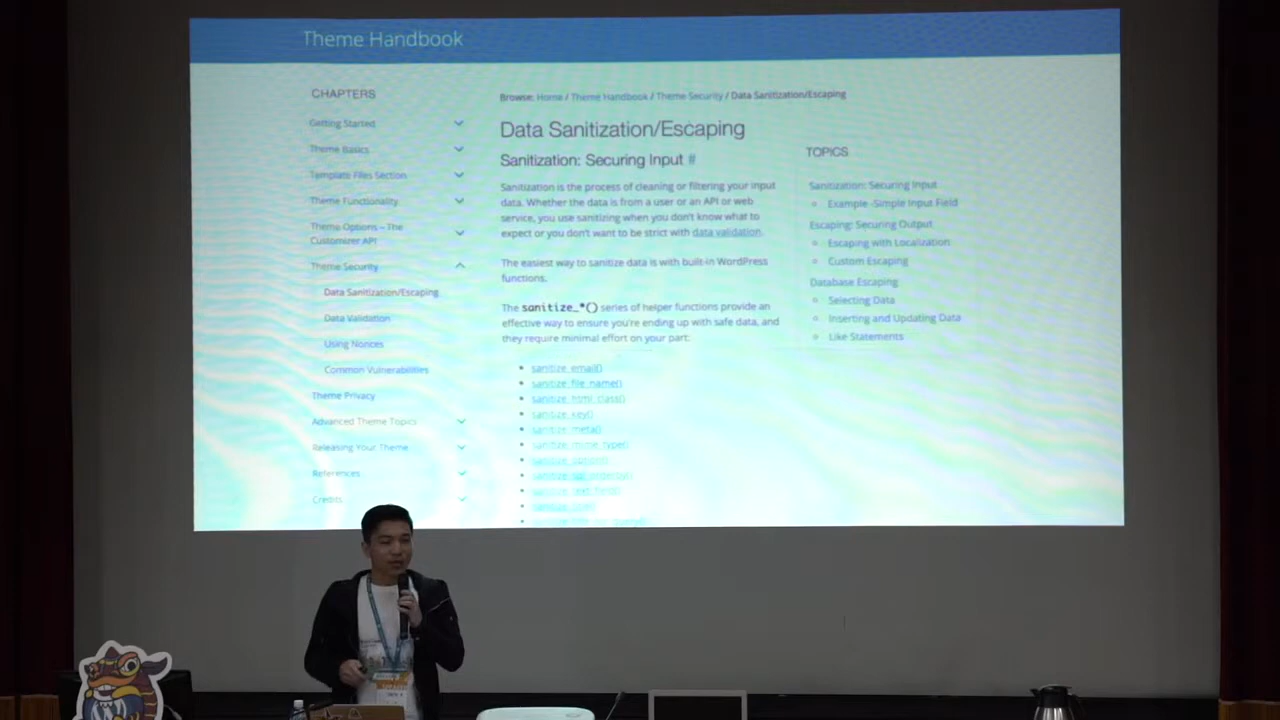 Theme Handbook
CHAPTERS
Getting Started
Theme Basics
Template Files Section
Theme Functionality
Theme Options – The
Customizer API
Theme Security
Data Sanitization/Escaping
Data Validation
Using Nonces
Common Vulnerabilities
Theme Privacy
Advanced Theme Topics
Releasing Your Theme
References
Credits
Browse: Home / Theme Handbook / Theme Security / Data Sanitization/Escaping
Data Sanitization/Escaping
Sanitization: Securing Input #
Sanitization is the process of cleaning or filtering your input
data. Whether the data is from a user or an API or web
service, you use sanitizing when you don't know what to
expect or you don't want to be strict with data validation.
The easiest way to sanitize data is with built-in WordPress
functions.
The sanitize_*() series of helper functions provide an
effective way to ensure you're ending up with safe data, and
they require minimal effort on your part:
sanitize_email()
sanitize_file_name()
sanitize_html_class()
sanitize_key()
sanitize_meta()
sanitize_mime_type()
sanitize_option()
sanitize_sql_orderby()
sanitize_text_field()
TOPICS
Sanitization: Securing Input
Example -Simple Input Field
Escaping: Securing Output
Escaping with Localization
Custom Escaping
Database Escaping
Selecting Data
Inserting and Updating Data
Like Statements